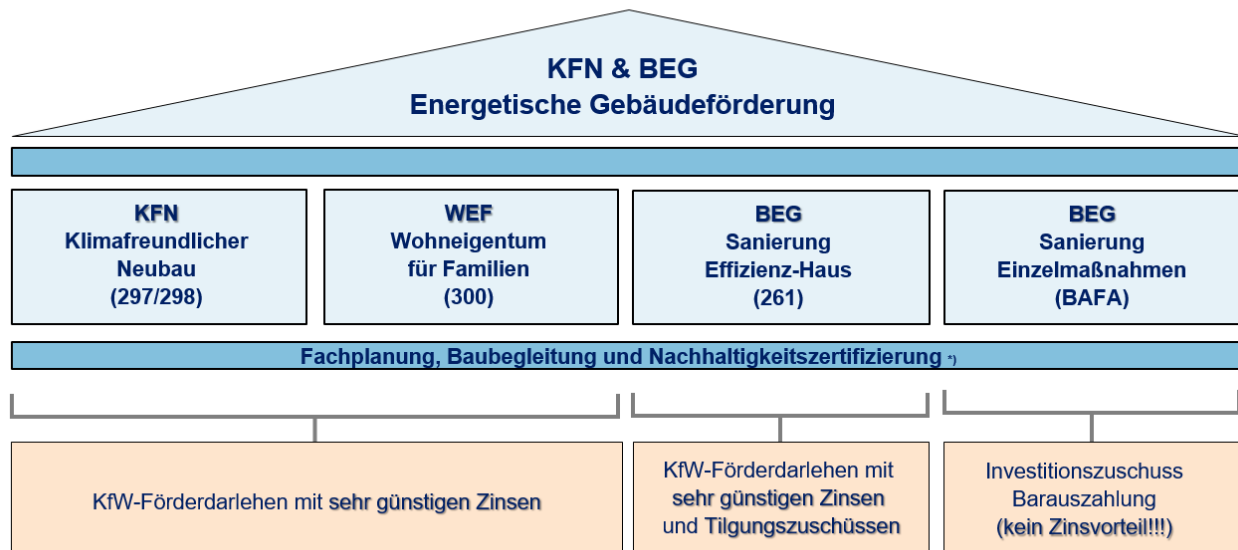 KFN & BEG
Energetische Gebäudeförderung
KFN
Klimafreundlicher
Neubau
(297/298)
WEF
Wohneigentum
für Familien
(300)
BEG
Sanierung
Effizienz-Haus
(261)
BEG
Sanierung
Einzelmaßnahmen
(BAFA)
Fachplanung, Baubegleitung und Nachhaltigkeitszertifizierung *)
KfW-Förderdarlehen mit sehr günstigen Zinsen
KfW-Förderdarlehen mit
sehr günstigen Zinsen
und Tilgungszuschüssen
Investitionszuschuss
Barauszahlung
(kein Zinsvorteil!!!)